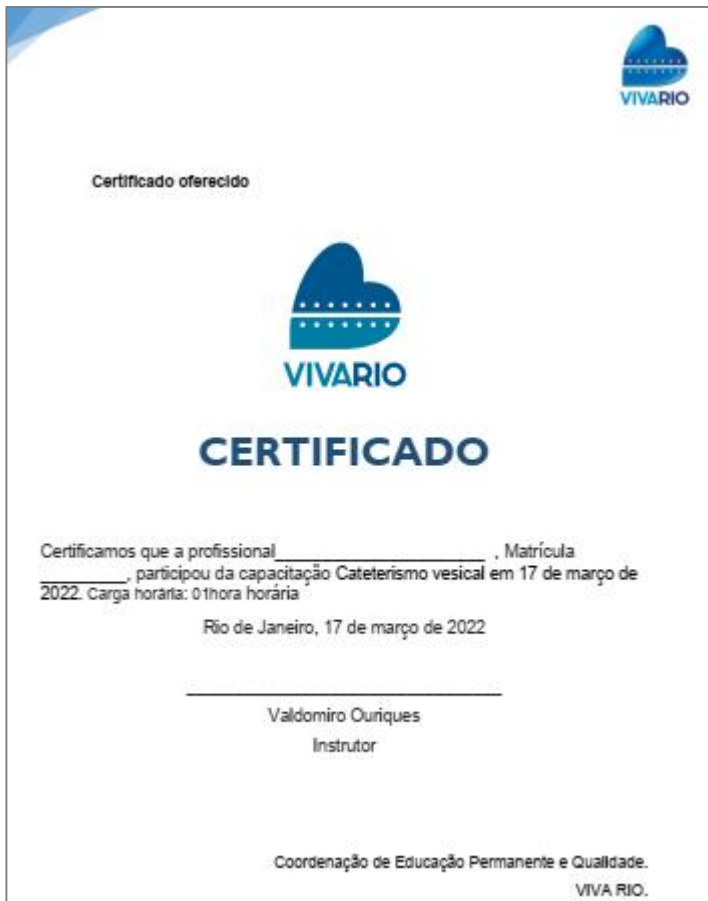 VIVARIO
Certificado oferecido
VIVARIO
CERTIFICADO
Certificamos que a profissional______________________ , Matrícula
_________, participou da capacitação Cateterismo vesical em 17 de março de
2022. Carga horária: 01hora horária
Rio de Janeiro, 17 de março de 2022
_________________________________
Valdomiro Ouriques
Instrutor
Coordenação de Educação Permanente e Qualidade.
VIVA RIO.